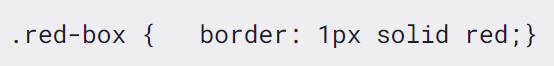 .red-box {   border: 1px solid red;}